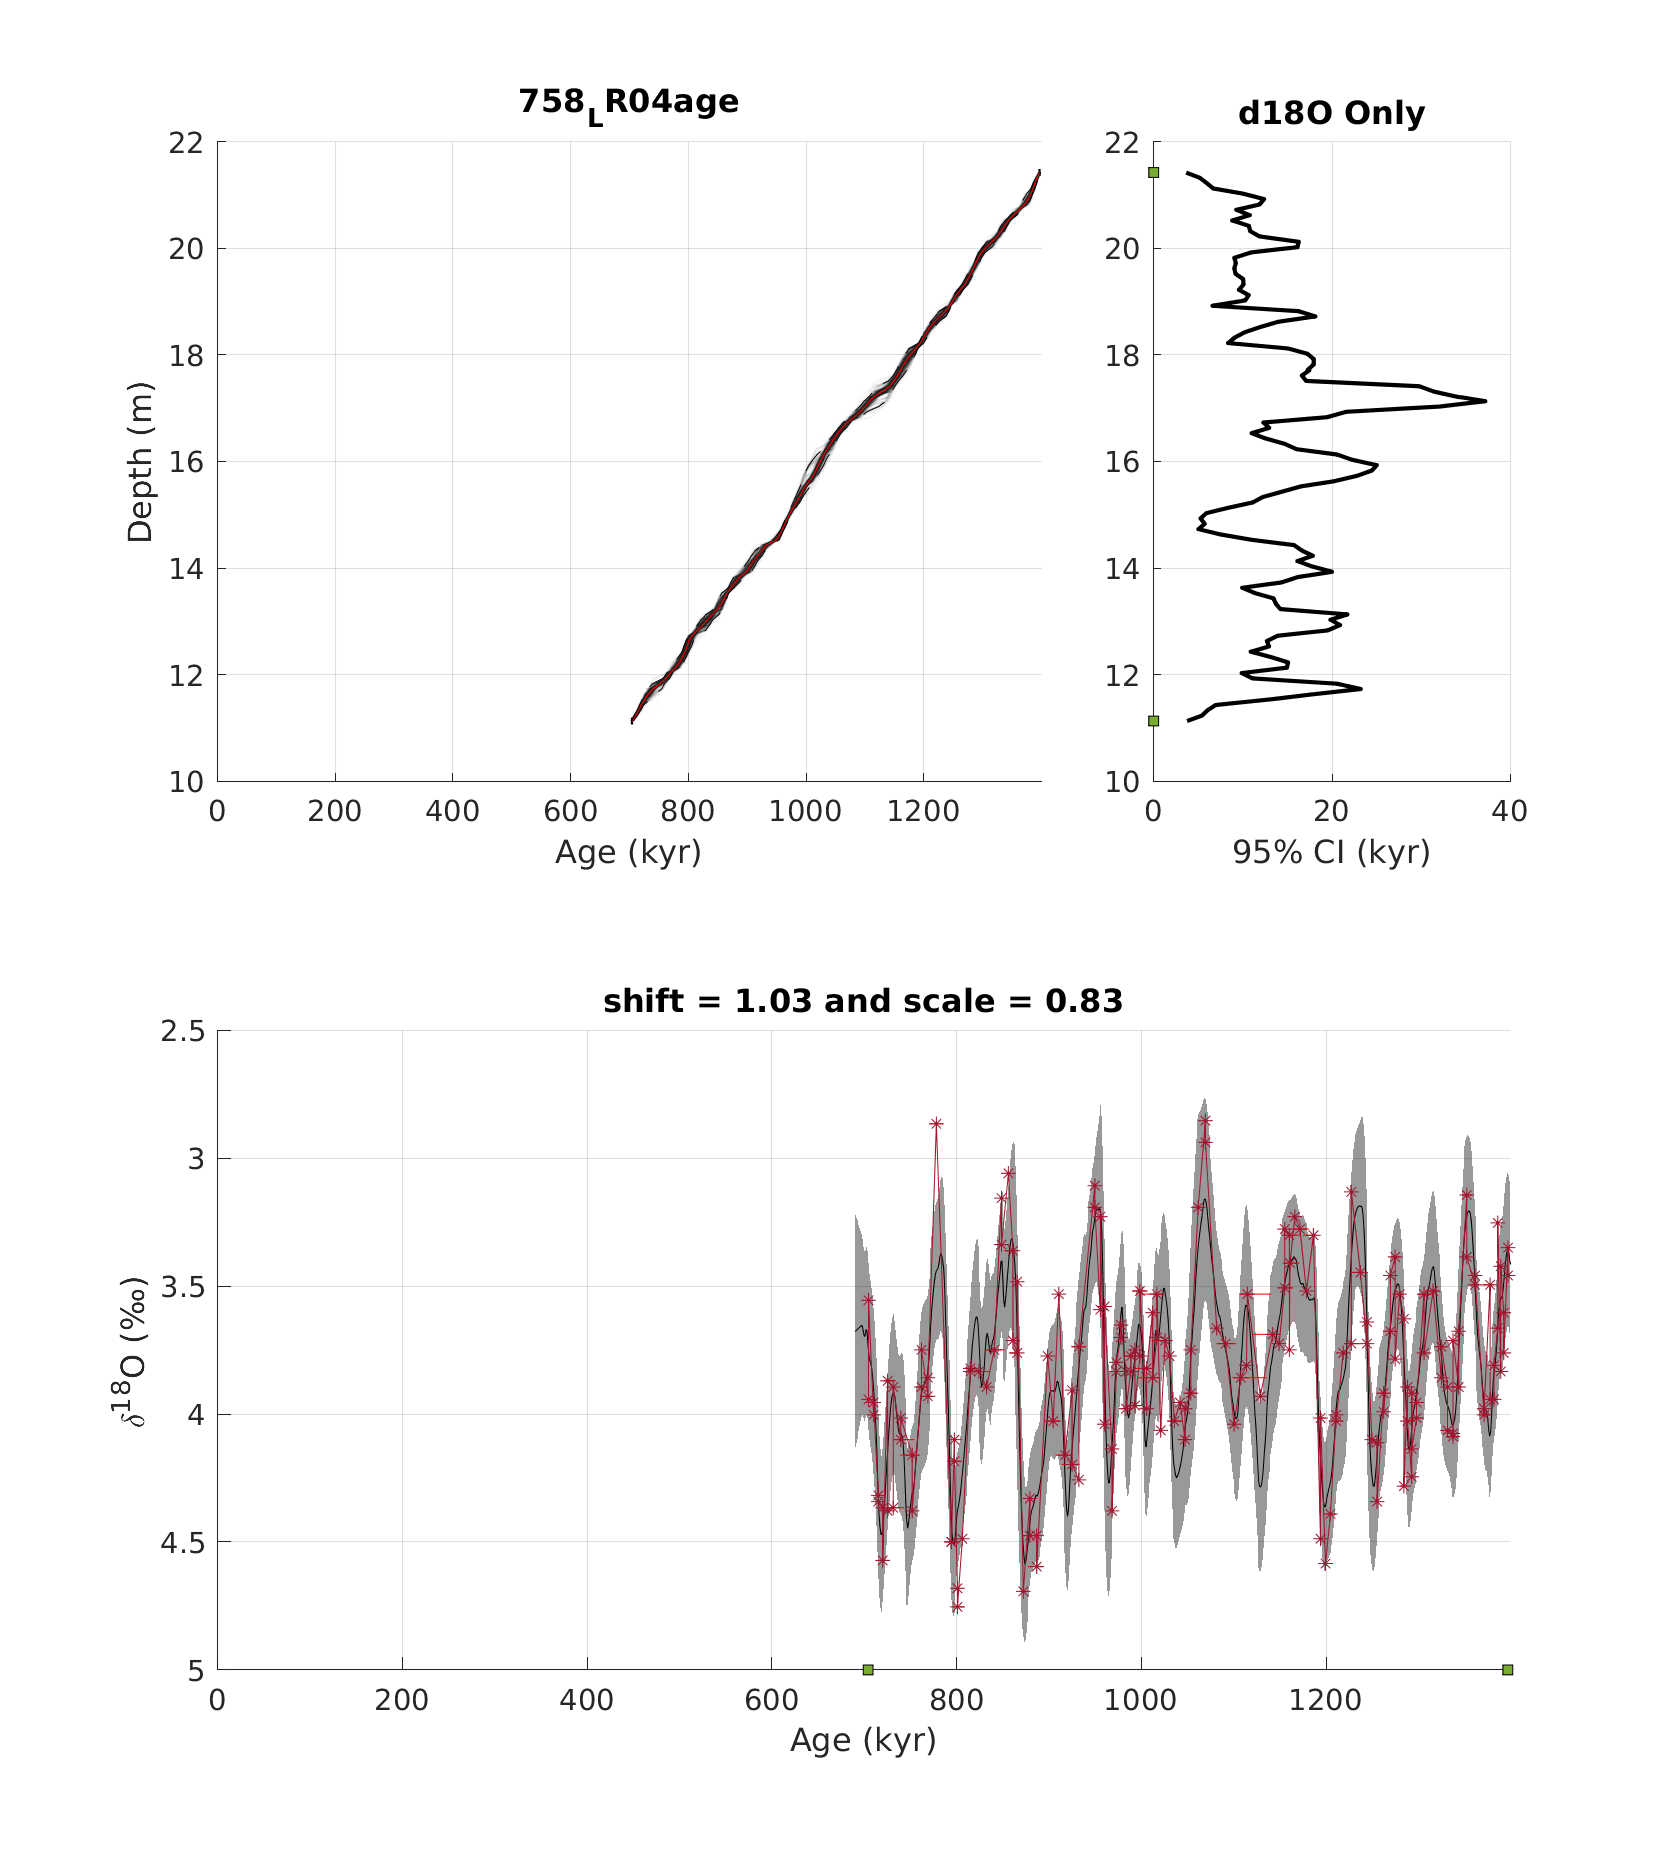 758LR04age
22
20
18
16
14
12
10
0 200 400 600 800 1000 1200
Depth (m)
Age (kyr)
d18O Only
22
20
18
16
14
12
10
0 20 40
95% CI (kyr)
shift = 1.03 and scale = 0.83
2.5
3
3.5
4
4.5
5
0 200 400 600 800 1000 1200
δ18O (‰)
Age (kyr)